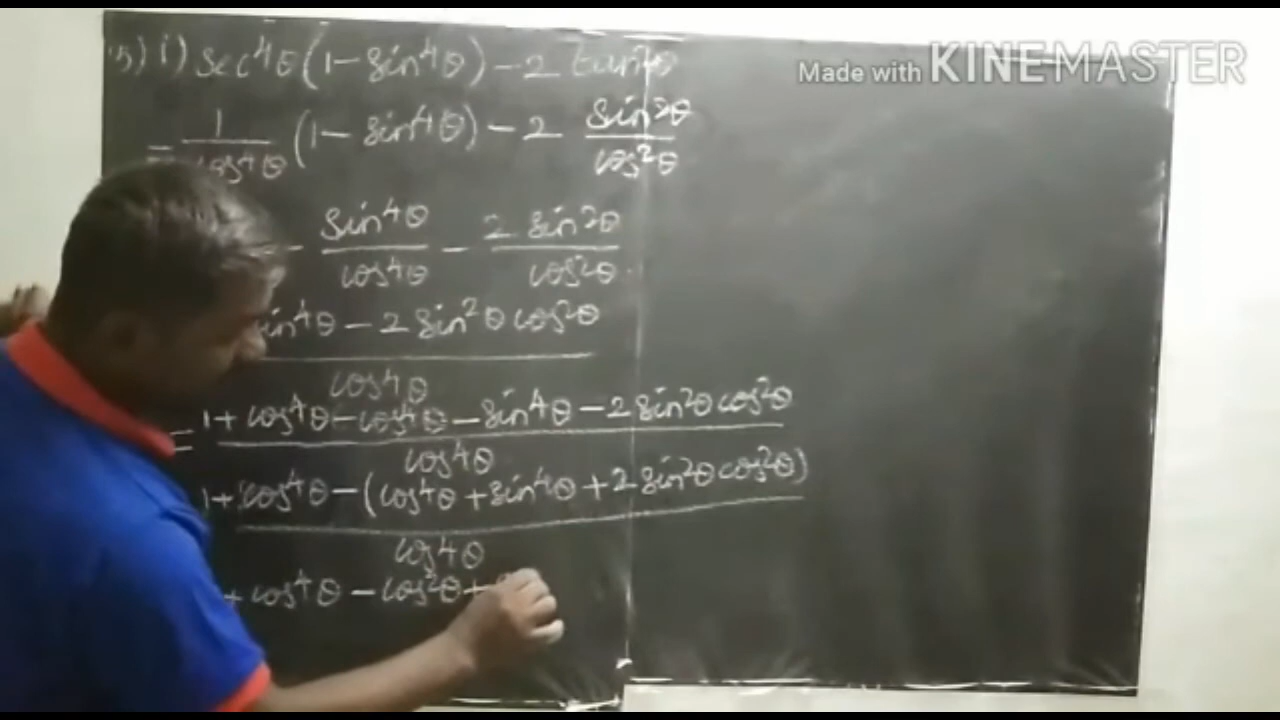 i) sec⁴θ(1 - sin⁴θ) - 2 tan²θ
Made with KINEMASTER
= 1/cos⁴θ (1 - sin⁴θ) - 2 sin²θ/cos²θ
- sin⁴θ/cos⁴θ - 2 sin²θ/cos²θ
sin⁴θ - 2 sin²θ cos²θ
cos⁴θ
= 1 + cos⁴θ - cos⁴θ - sin⁴θ - 2 sin²θ cos²θ
cos⁴θ
1 + cos⁴θ - (cos⁴θ + sin⁴θ + 2 sin²θ cos²θ)
cos⁴θ
+ cos⁴θ - cos²θ +